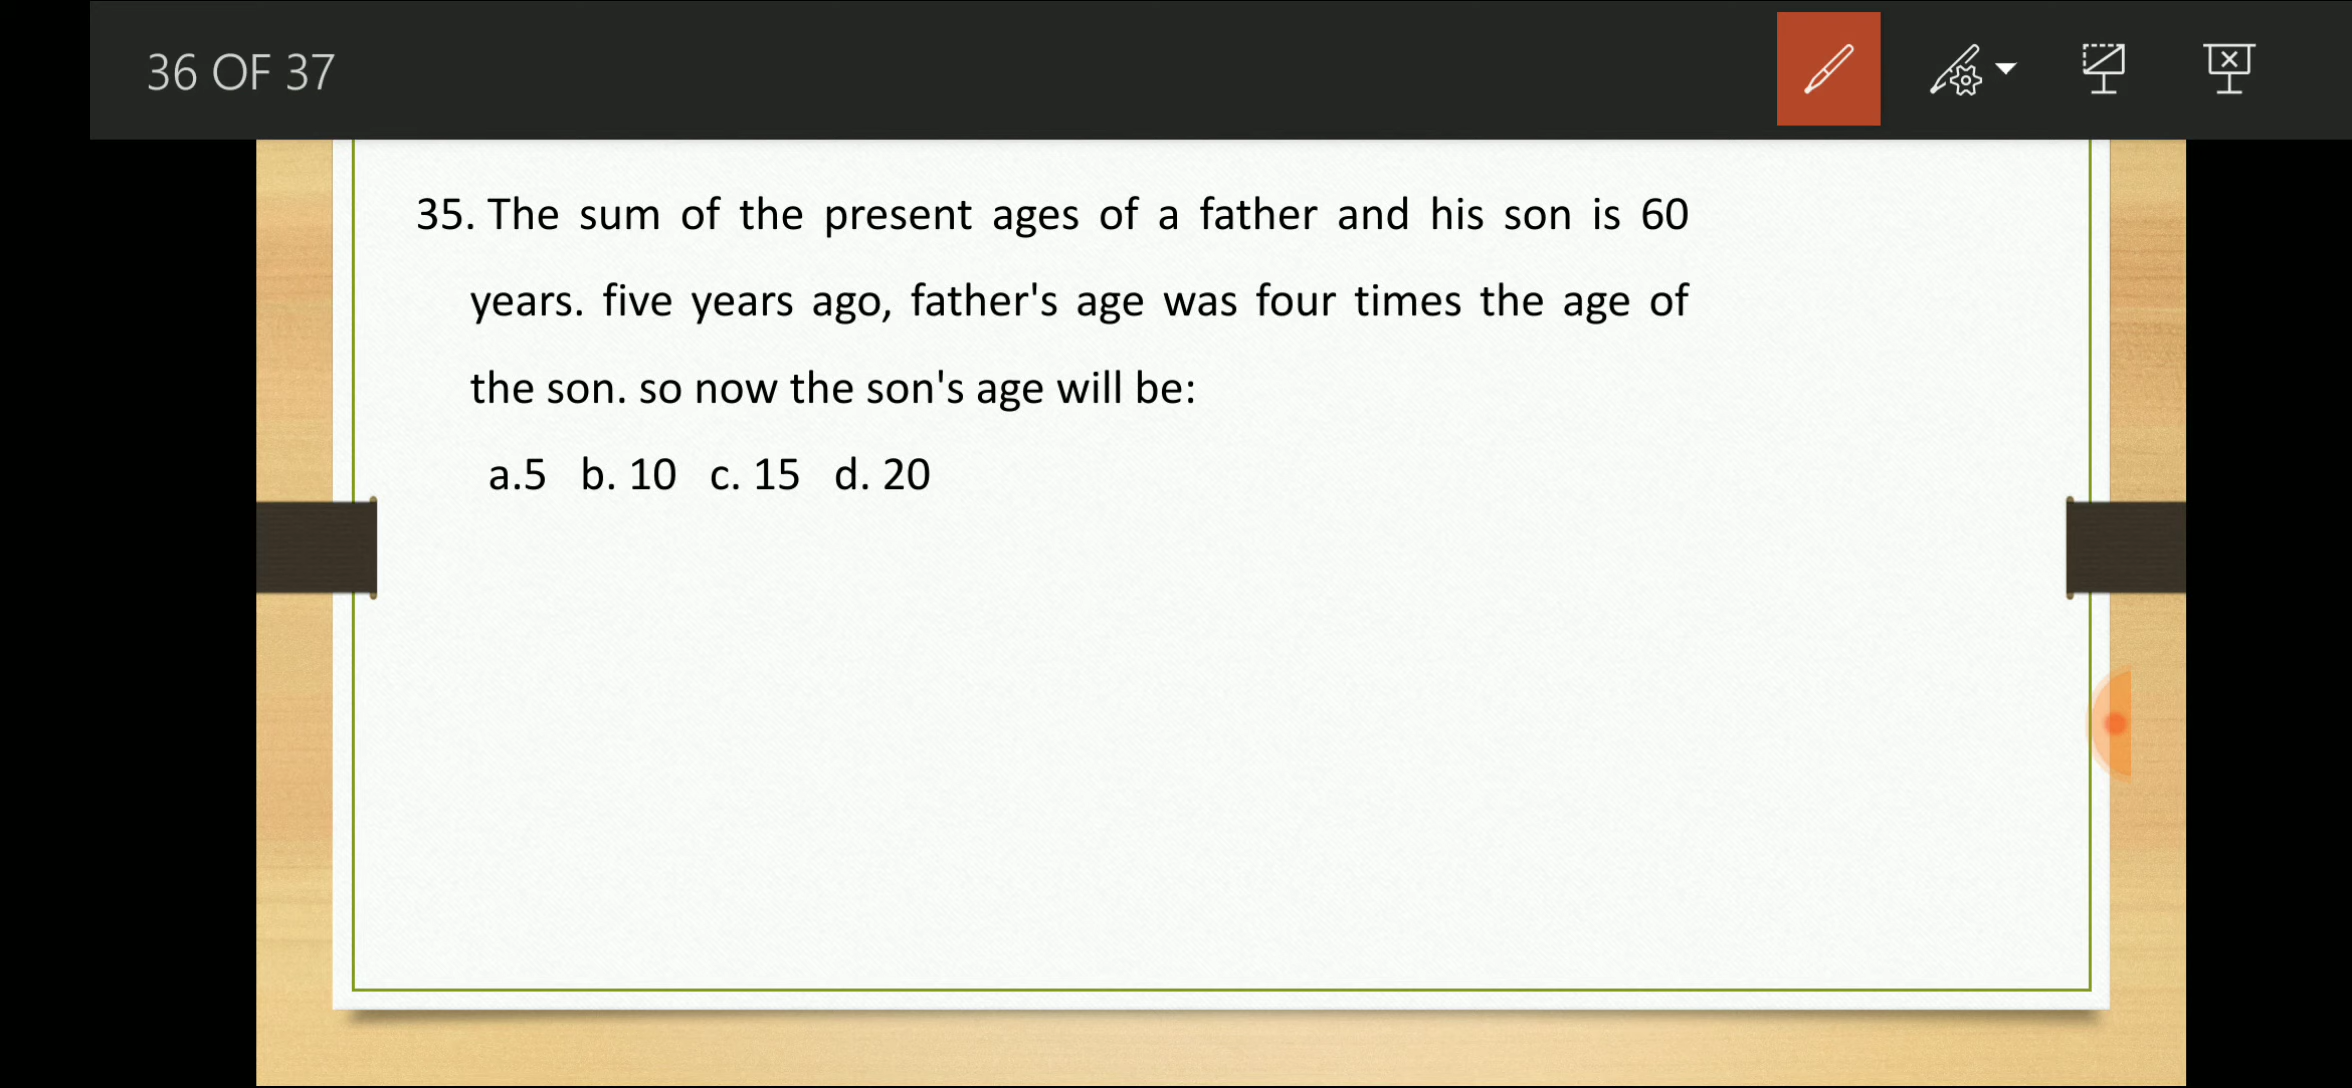 36 OF 37
35. The sum of the present ages of a father and his son is 60
years. five years ago, father's age was four times the age of
the son. so now the son's age will be:
a.5 b. 10 c. 15 d. 20